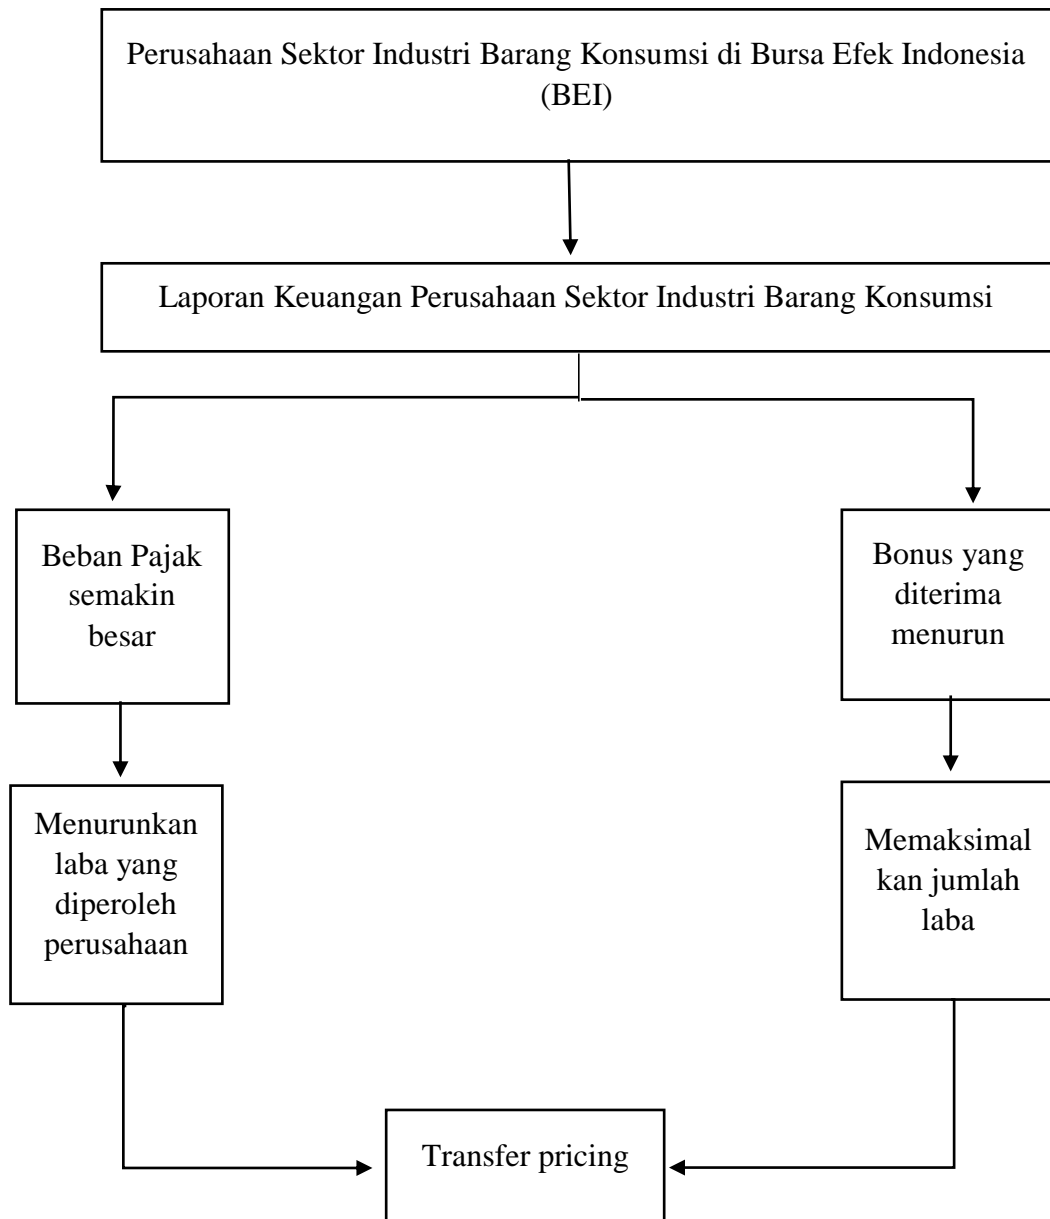 Perusahaan Sektor Industri Barang Konsumsi di Bursa Efek Indonesia
(BEI)
Laporan Keuangan Perusahaan Sektor Industri Barang Konsumsi
Beban Pajak
semakin
besar
Bonus yang
diterima
menurun
Menurunkan
laba yang
diperoleh
perusahaan
Memaksimal
kan jumlah
laba
Transfer pricing